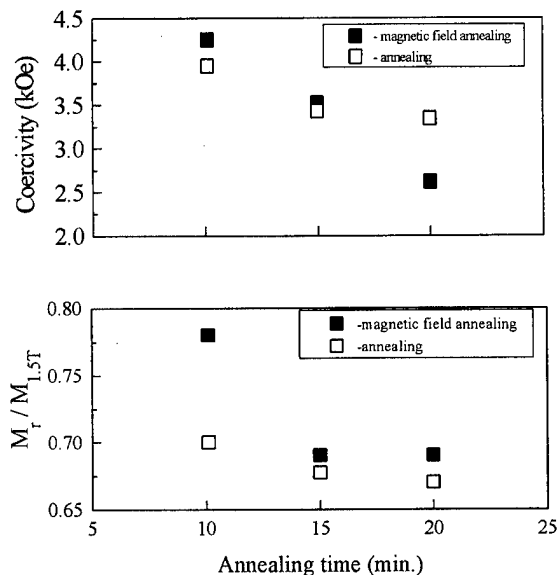 4.5
4.0
3.5
3.0
2.5
2.0
Coercivity (kOe)
- magnetic field annealing
- annealing
0.80
0.75
0.70
0.65
M_r / M_1.5T
-magnetic field annealing
-annealing
5 10 15 20 25
Annealing time (min.)